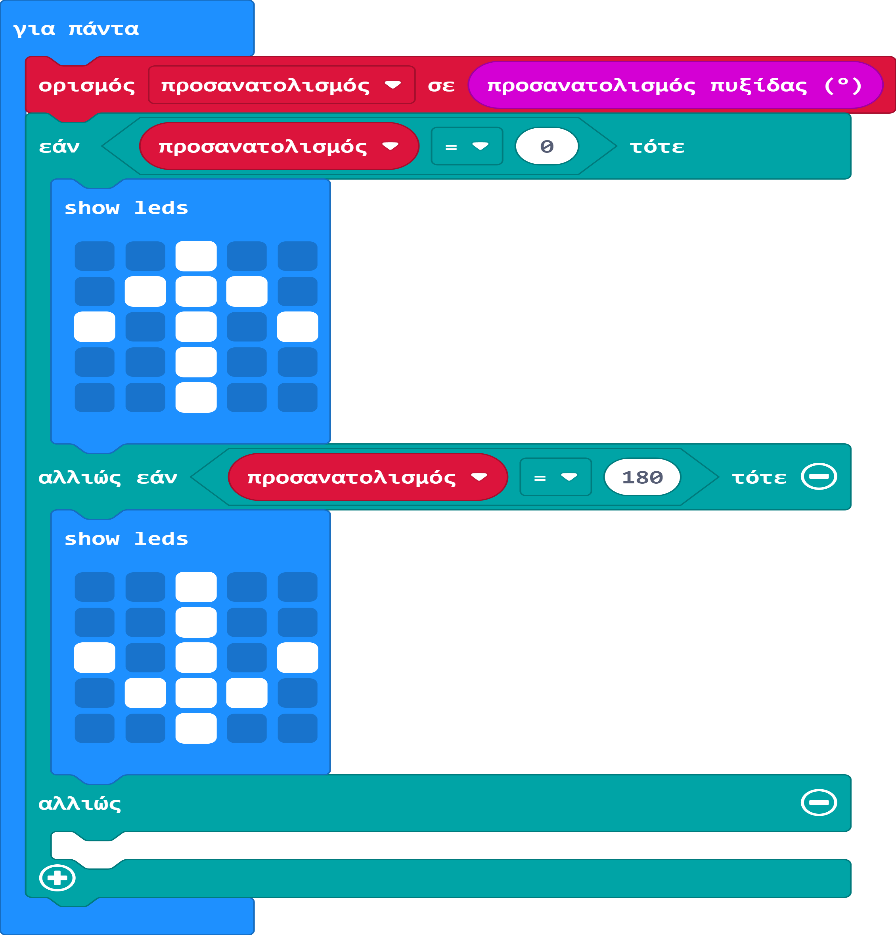 για πάντα
ορισμός προσανατολισμός σε προσανατολισμός πυξίδας (°)
εάν προσανατολισμός = 0 τότε
show leds
αλλιώς εάν προσανατολισμός = 180 τότε
show leds
αλλιώς